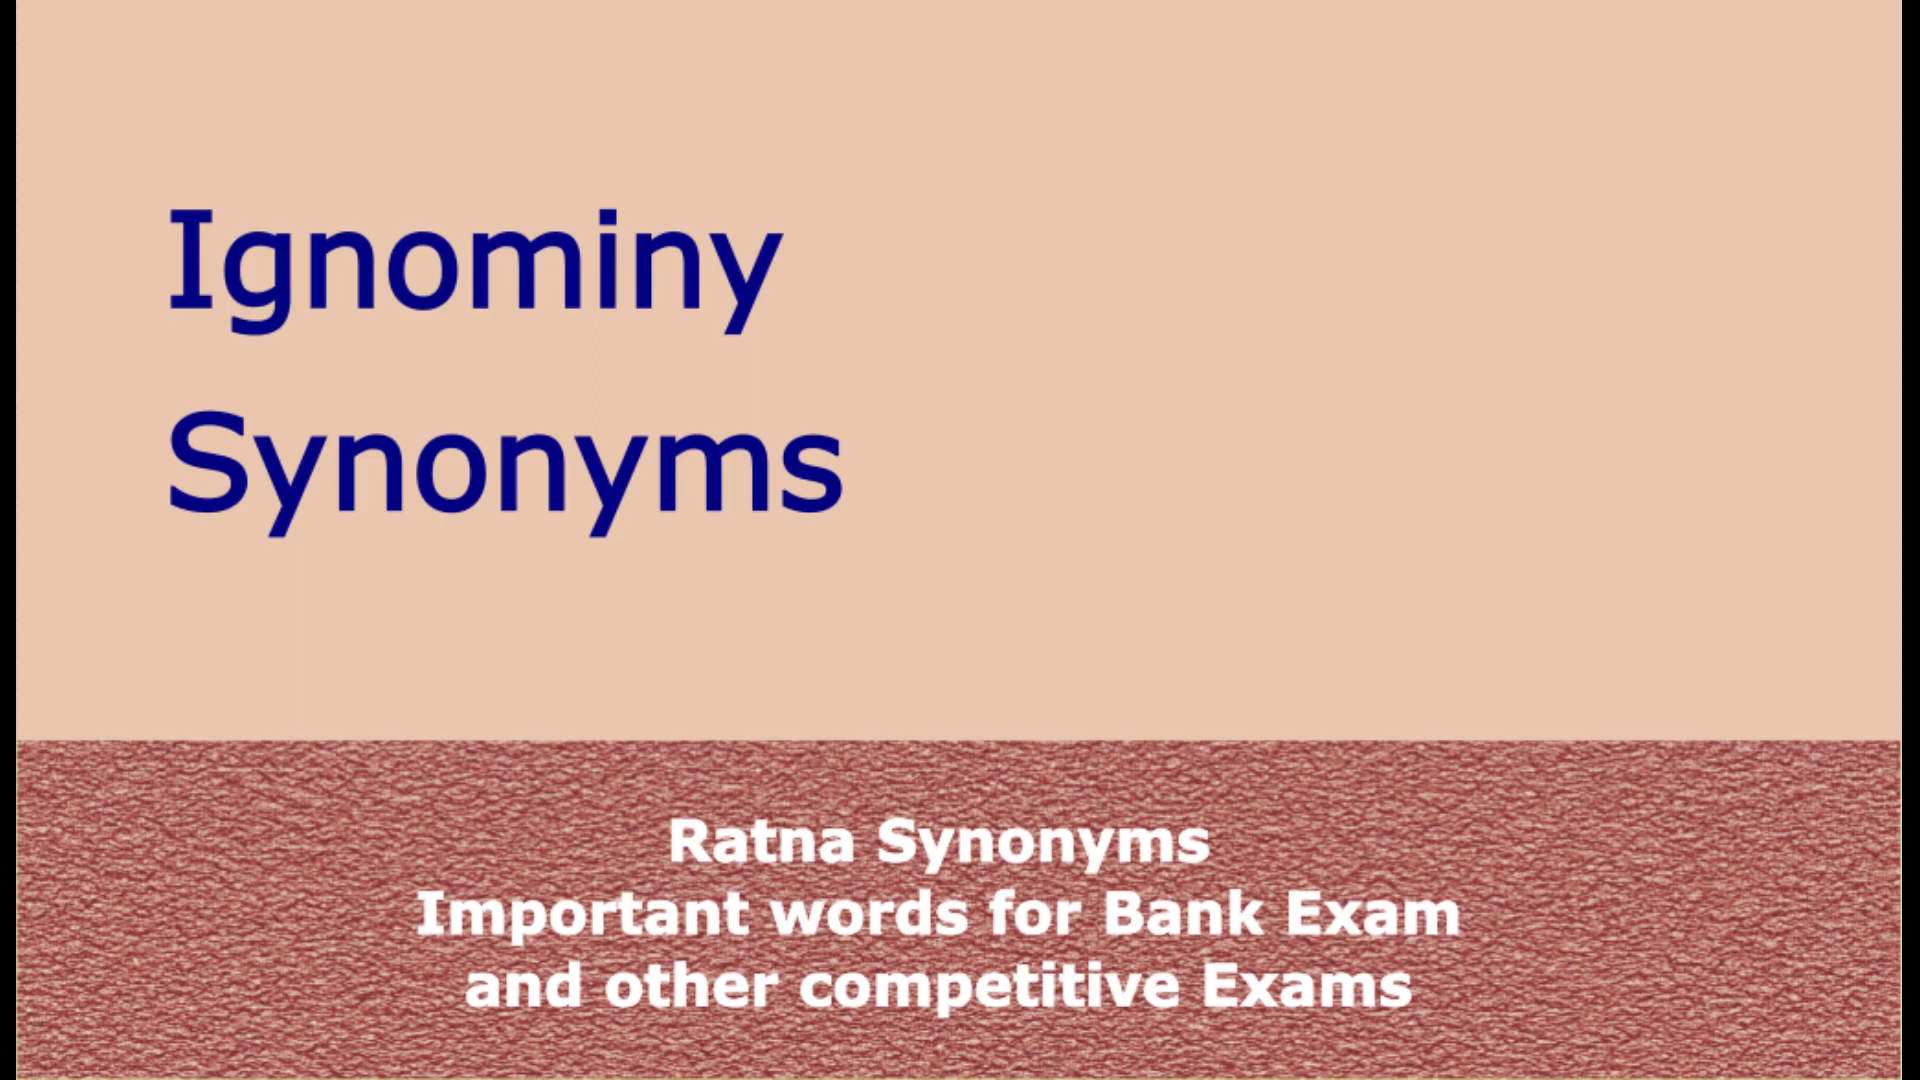 Ignominy
Synonyms
Ratna Synonyms
Important words for Bank Exam
and other competitive Exams